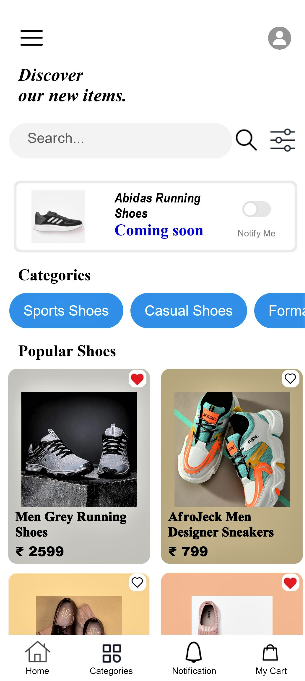 Discover
our new items.
Search...
Abidas Running
Shoes
Coming soon
Notify Me
Categories
Sports Shoes
Casual Shoes
Forma
Popular Shoes
Men Grey Running
Shoes
₹ 2599
AfroJeck Men
Designer Sneakers
₹ 799
Home
Categories
Notification
My Cart